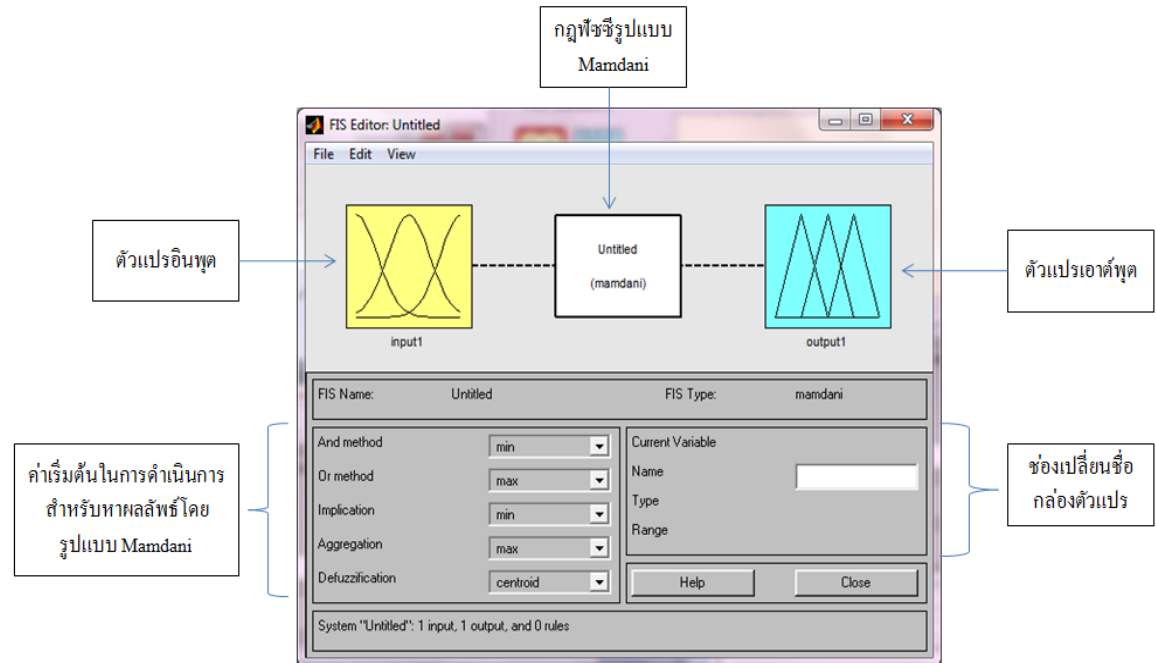 กฎฟัซซีรูปแบบ
Mamdani
FIS Editor: Untitled
File Edit View
ตัวแปรอินพุต
Untitled
(mamdani)
ตัวแปรเอาต์พุต
input1
output1
FIS Name: Untitled FIS Type: mamdani
ค่าเริ่มต้นในการดำเนินการ
สำหรับหาผลลัพธ์โดย
รูปแบบ Mamdani
And method min
Or method max
Implication min
Aggregation max
Defuzzification centroid
Current Variable
Name
Type
Range
Help Close
ช่องเปลี่ยนชื่อ
กล่องตัวแปร
System "Untitled": 1 input, 1 output, and 0 rules